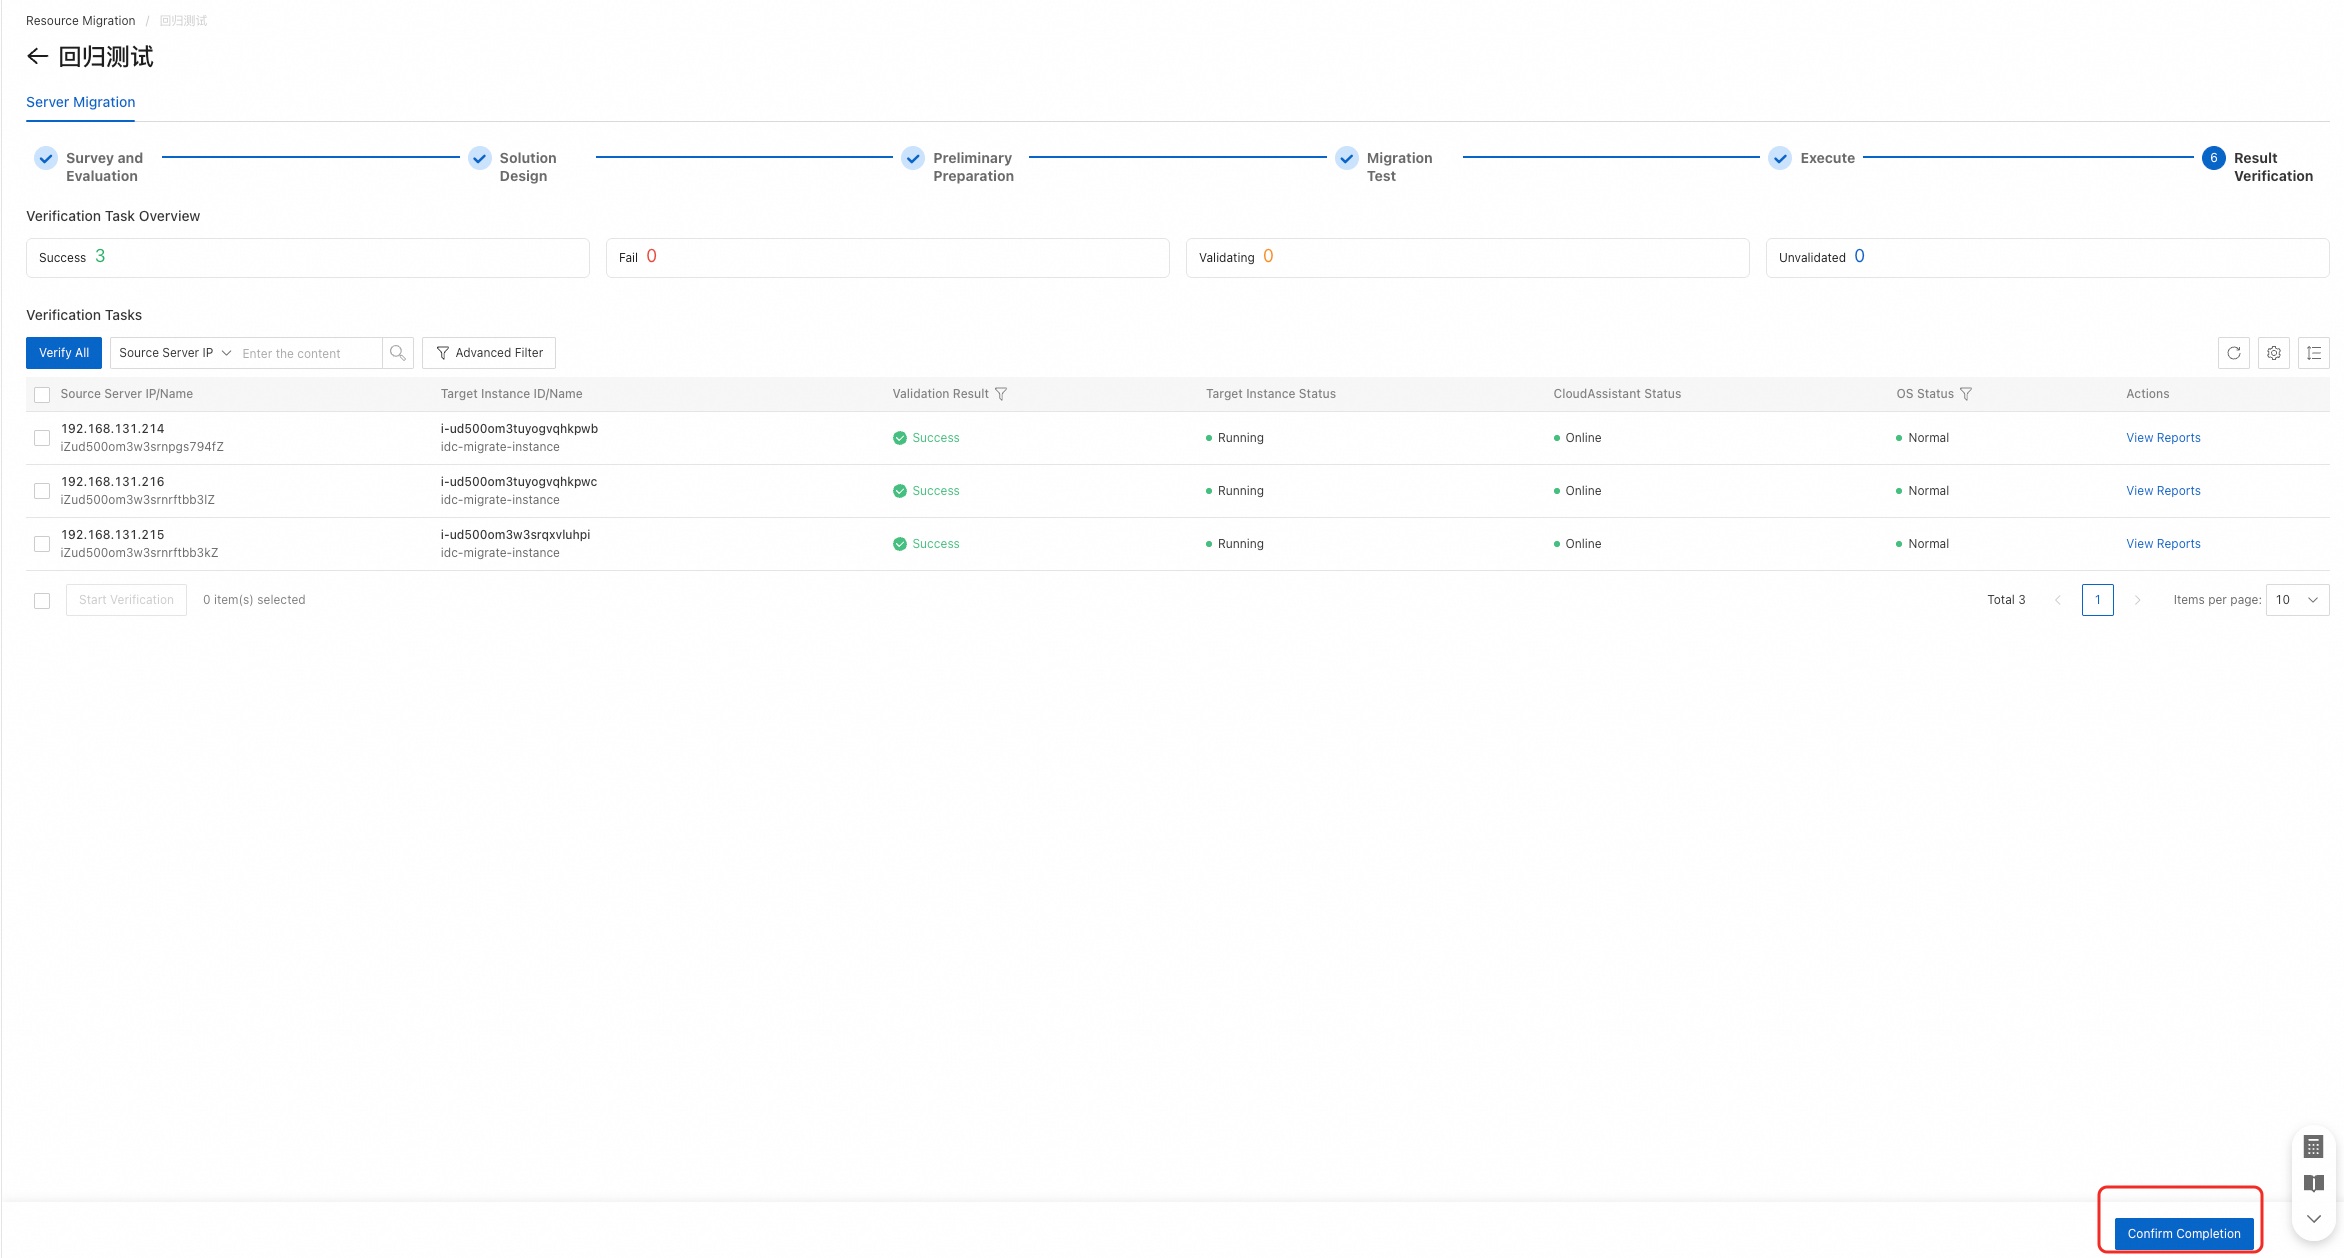 Resource Migration / 回归测试
回归测试
Server Migration
Survey and
Evaluation
Solution
Design
Preliminary
Preparation
Migration
Test
Execute
6 Result
Verification
Verification Task Overview
Success 3
Fail 0
Validating 0
Unvalidated 0
Verification Tasks
Verify All Source Server IP Enter the content Advanced Filter
Source Server IP/Name Target Instance ID/Name Validation Result Target Instance Status CloudAssistant Status OS Status Actions
192.168.131.214 i-ud500om3tuyogvqhkpwb Success Running Online Normal View Reports
iZud500om3w3srnpgs794fZ idc-migrate-instance
192.168.131.216 i-ud500om3tuyogvqhkpwc Success Running Online Normal View Reports
iZud500om3w3srnrftbb3lZ idc-migrate-instance
192.168.131.215 i-ud500om3w3srqxvluhpi Success Running Online Normal View Reports
iZud500om3w3srnrftbb3kZ idc-migrate-instance
Start Verification 0 item(s) selected Total 3 1 Items per page: 10
Confirm Completion